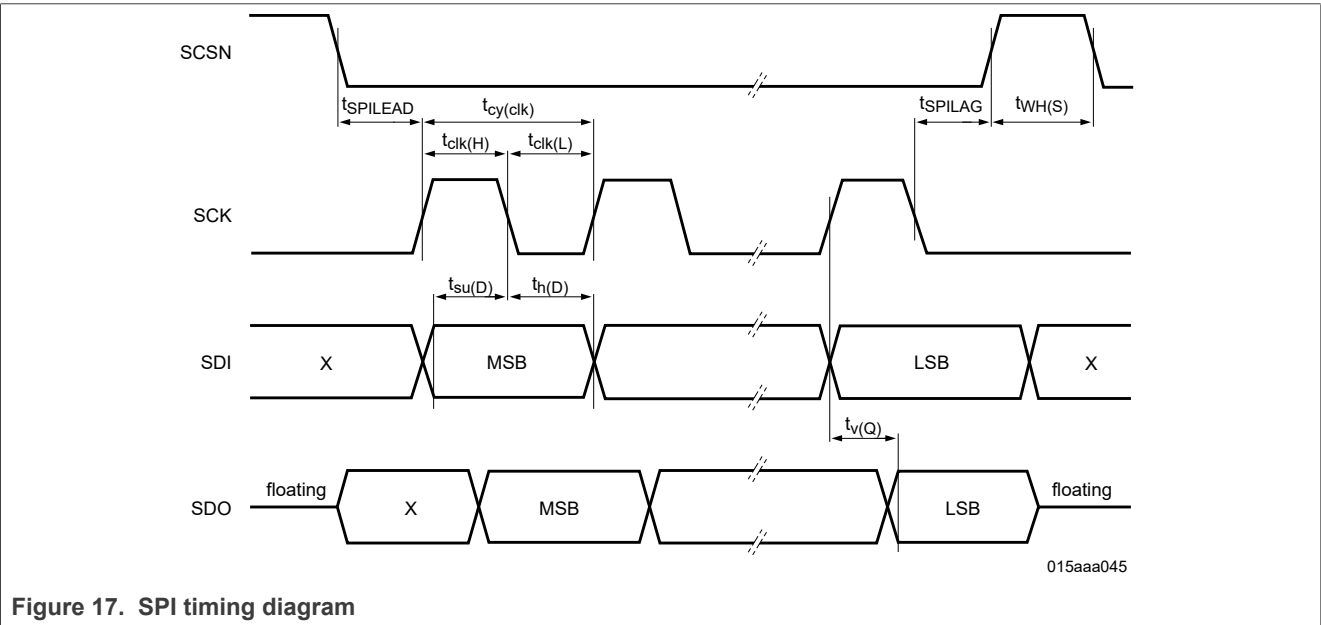 SCSN
tSPILEAD
tcy(clk)
tSPILAG
tWH(S)
tclk(H)
tclk(L)
SCK
tsu(D)
th(D)
SDI
X
MSB
LSB
X
tv(Q)
SDO
floating
X
MSB
LSB
floating
015aaa045
Figure 17. SPI timing diagram